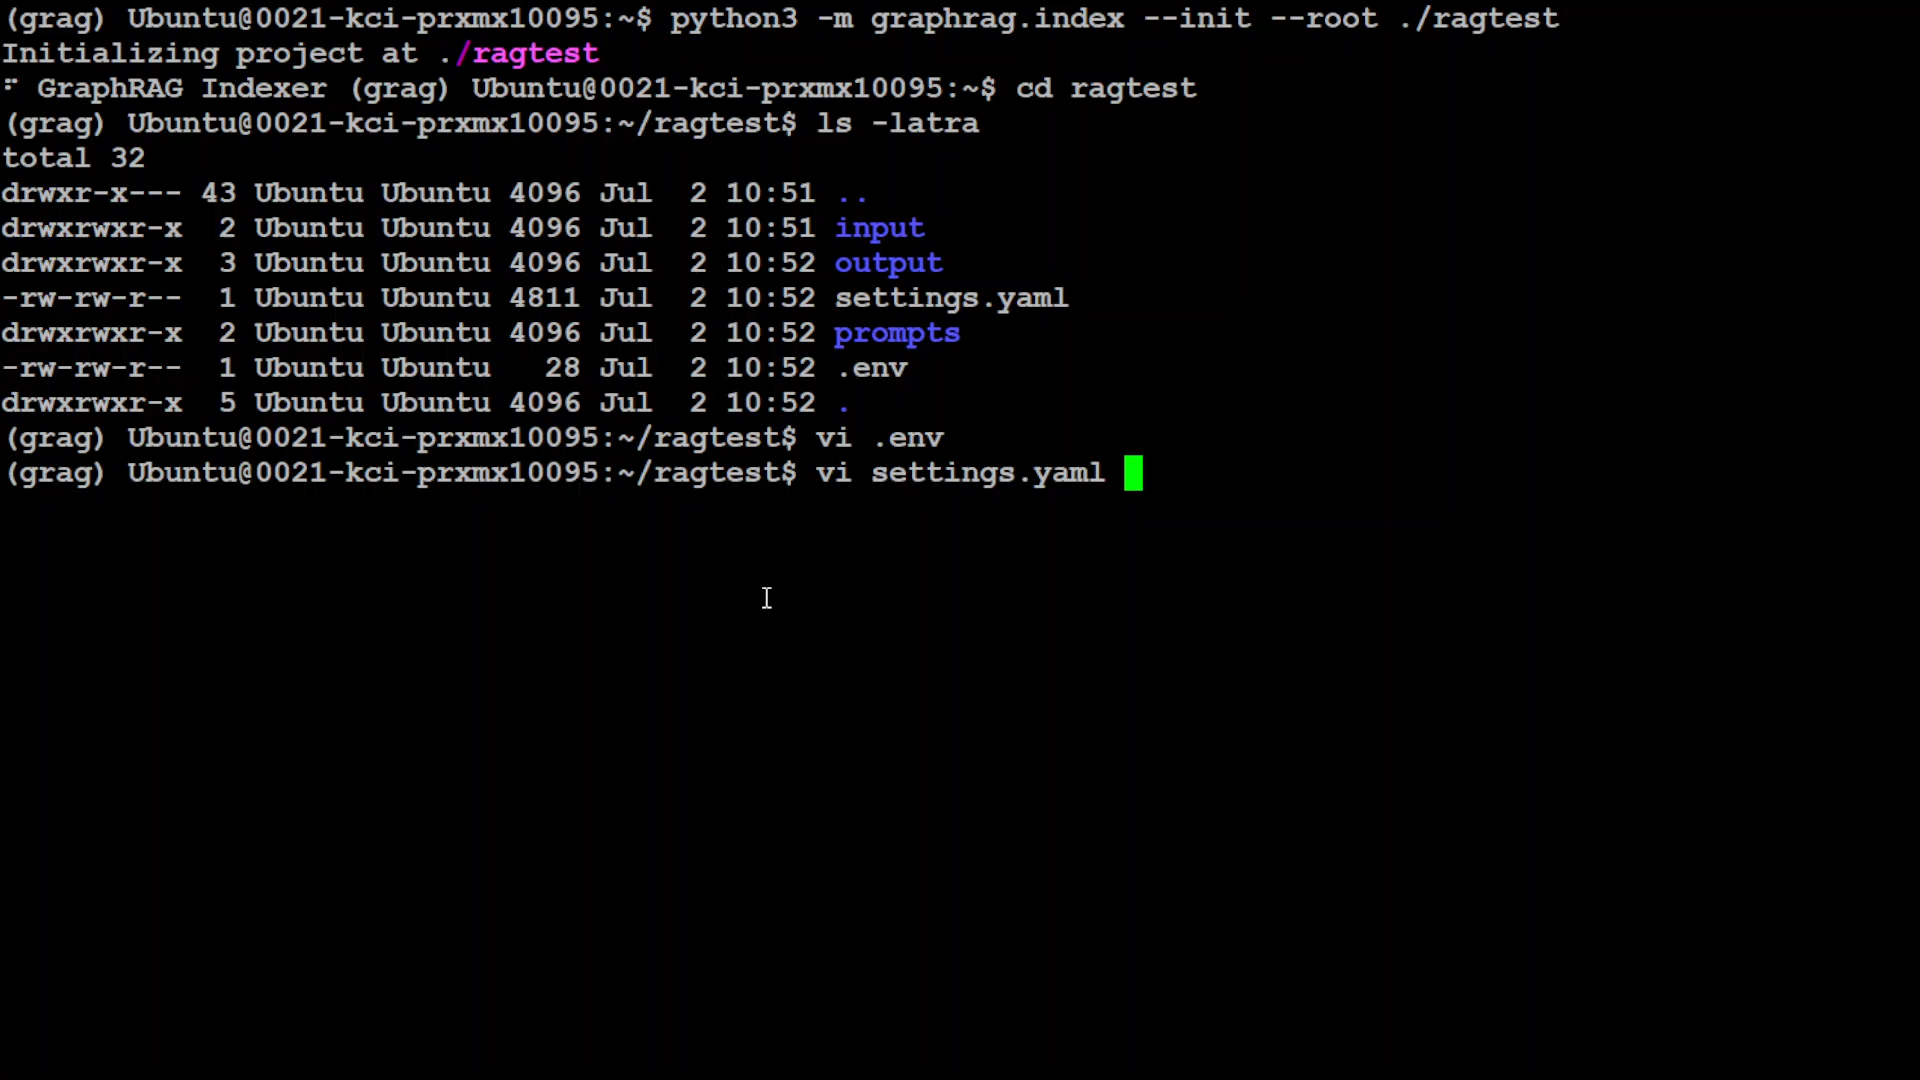 (grag) Ubuntu@0021-kci-prxmx10095:~$ python3 -m graphrag.index --init --root ./ragtest
Initializing project at ./ragtest
⠋ GraphRAG Indexer (grag) Ubuntu@0021-kci-prxmx10095:~$ cd ragtest
(grag) Ubuntu@0021-kci-prxmx10095:~/ragtest$ ls -latra
total 32
drwxr-x--- 43 Ubuntu Ubuntu 4096 Jul  2 10:51 ..
drwxrwxr-x  2 Ubuntu Ubuntu 4096 Jul  2 10:51 input
drwxrwxr-x  3 Ubuntu Ubuntu 4096 Jul  2 10:52 output
-rw-rw-r--  1 Ubuntu Ubuntu 4811 Jul  2 10:52 settings.yaml
drwxrwxr-x  2 Ubuntu Ubuntu 4096 Jul  2 10:52 prompts
-rw-rw-r--  1 Ubuntu Ubuntu   28 Jul  2 10:52 .env
drwxrwxr-x  5 Ubuntu Ubuntu 4096 Jul  2 10:52 .
(grag) Ubuntu@0021-kci-prxmx10095:~/ragtest$ vi .env
(grag) Ubuntu@0021-kci-prxmx10095:~/ragtest$ vi settings.yaml